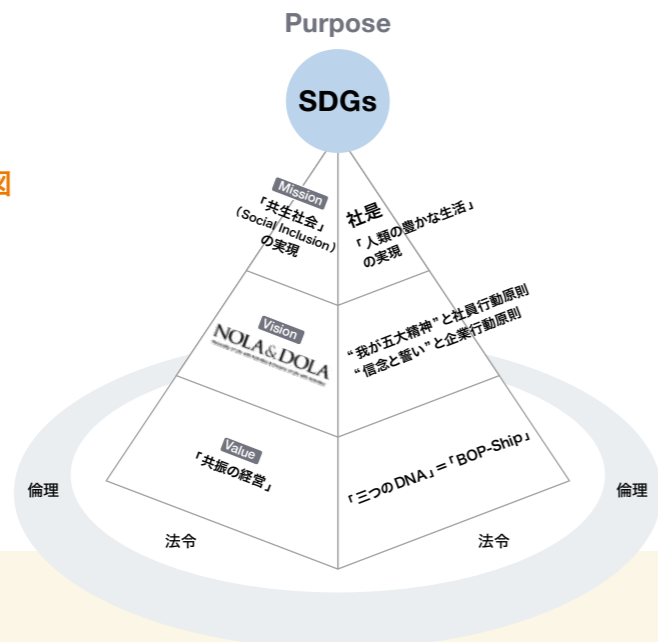 Purpose
SDGs
図
Mission
「共生社会」
（Social Inclusion）
の実現
社是
「人類の豊かな生活」
の実現
Vision
NOLA&DOLA
“我が五大精神”と社員行動原則
“信念と誓い”と企業行動原則
Value
「共振の経営」
「三つのDNA」＝「BOP-Ship」
倫理
倫理
法令
法令